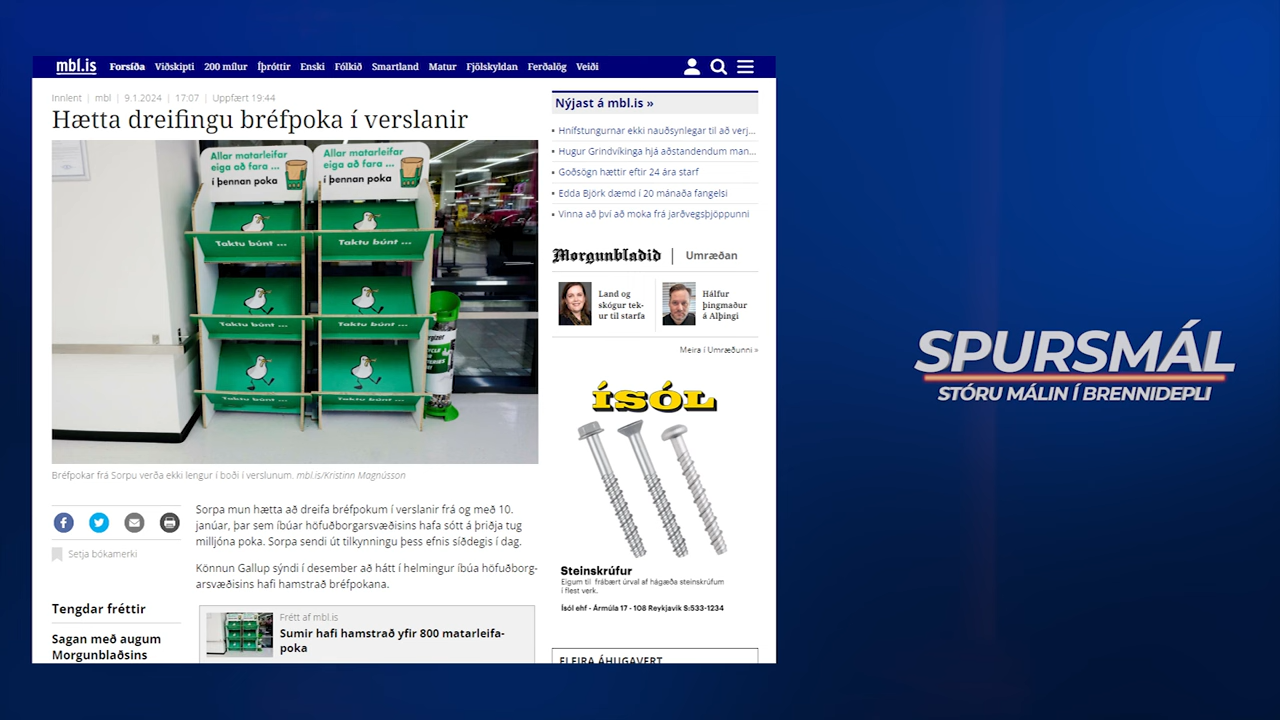 mbl.is Forsíða Viðskipti 200 mílur Íþróttir Enski Fólkið Smartland Matur Fjölskyldan Ferðalög Veiði
Innlent | mbl | 9.1.2024 | 17:07 | Uppfært 19:44
Hætta dreifingu bréfpoka í verslanir
Allar matarleifar
eiga að fara ...
í þennan poka
Allar matarleifar
eiga að fara ...
í þennan poka
Taktu búnt ...
Taktu búnt ...
Taktu búnt ...
Taktu búnt ...
Taktu búnt ...
Taktu búnt ...
Bréfpokar frá Sorpu verða ekki lengur í boði í verslunum. mbl.is/Kristinn Magnússon
Setja bókamerki
Tengdar fréttir
Sagan með augum
Morgunblaðsins
Sorpa mun hætta að dreifa bréfpokum í verslanir frá og með 10.
janúar, þar sem íbúar höfuðborgarsvæðisins hafa sótt á þriðja tug
milljóna poka. Sorpa sendi út tilkynningu þess efnis síðdegis í dag.
Könnun Gallup sýndi í desember að hátt í helmingur íbúa höfuðborg-
arsvæðisins hafi hamstrað bréfpokana.
Frétt af mbl.is
Sumir hafi hamstrað yfir 800 matarleifa-
poka
Nýjast á mbl.is »
Hnífstungurnar ekki nauðsynlegar til að verj...
Hugur Grindvíkinga hjá aðstandendum man...
Goðsögn hættir eftir 24 ára starf
Edda Björk dæmd í 20 mánaða fangelsi
Vinna að því að moka frá jarðvegsþjöppunni
Morgunblaðið | Umræðan
Land og
skógur tek-
ur til starfa
Hálfur
þingmaður
á Alþingi
Meira í Umræðunni »
ÍSÓL
Steinskrúfur
Eigum til frábært úrval af hágæða steinskrúfum
í flest verk.
Ísól ehf - Ármúla 17 - 108 Reykjavík S:533-1234
FLEIRA ÁHUGAVERT
SPURSMÁL
STÓRU MÁLIN Í BRENNIDEPLI